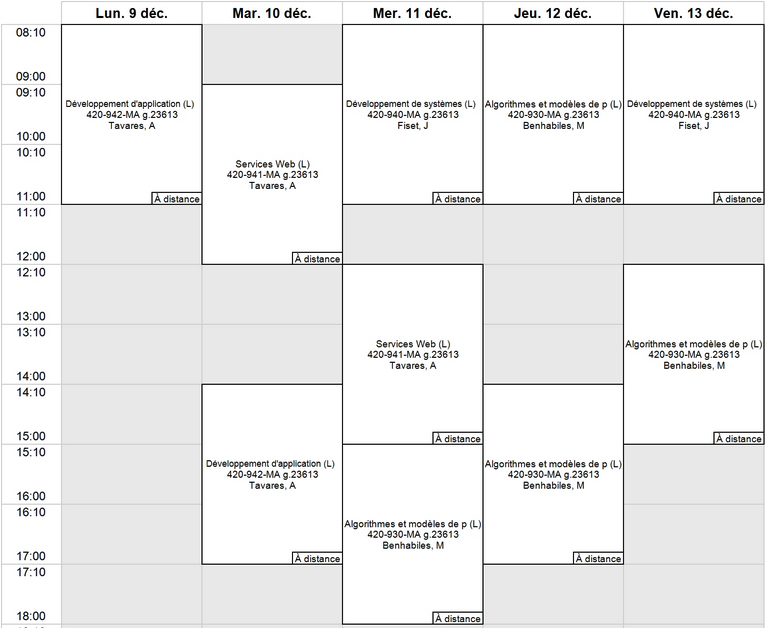 Lun. 9 déc.
Mar. 10 déc.
Mer. 11 déc.
Jeu. 12 déc.
Ven. 13 déc.
08:10
09:00
09:10
10:00
10:10
11:00
11:10
12:00
12:10
13:00
13:10
14:00
14:10
15:00
15:10
16:00
16:10
17:00
17:10
18:00
Développement d'application (L)
420-942-MA g.23613
Tavares, A
À distance
Services Web (L)
420-941-MA g.23613
Tavares, A
À distance
Développement d'application (L)
420-942-MA g.23613
Tavares, A
À distance
Développement de systèmes (L)
420-940-MA g.23613
Fiset, J
À distance
Services Web (L)
420-941-MA g.23613
Tavares, A
À distance
Algorithmes et modèles de p (L)
420-930-MA g.23613
Benhabiles, M
À distance
Algorithmes et modèles de p (L)
420-930-MA g.23613
Benhabiles, M
À distance
Algorithmes et modèles de p (L)
420-930-MA g.23613
Benhabiles, M
À distance
Développement de systèmes (L)
420-940-MA g.23613
Fiset, J
À distance
Algorithmes et modèles de p (L)
420-930-MA g.23613
Benhabiles, M
À distance